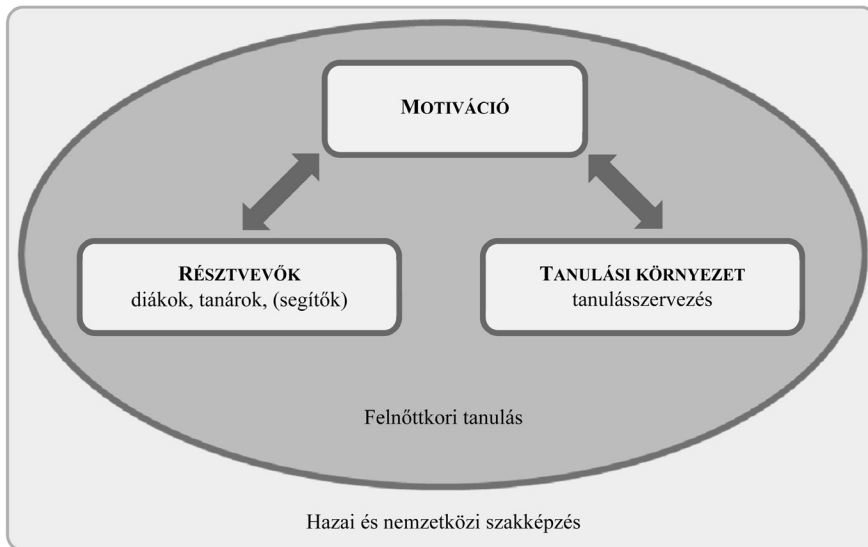 MOTIVÁCIÓ
RÉSZTVEVŐK
diákok, tanárok, (segítők)
TANULÁSI KÖRNYEZET
tanulásszervezés
Felnőttkori tanulás
Hazai és nemzetközi szakképzés